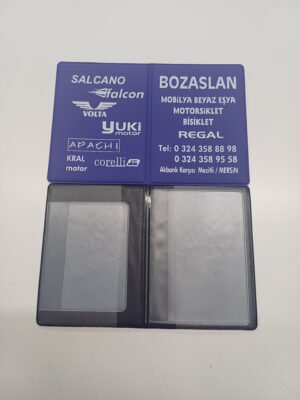 SALCANO
falcon
VOLTA
YUKI
motor
APACHI
KRAL
motor
corelli
BOZASLAN
MOBİLYA BEYAZ EŞYA
MOTORSİKLET
BİSİKLET
REGAL
Tel: 0 324 358 88 98
0 324 358 95 58
Akbank Karşısı Mezitli / MERSİN